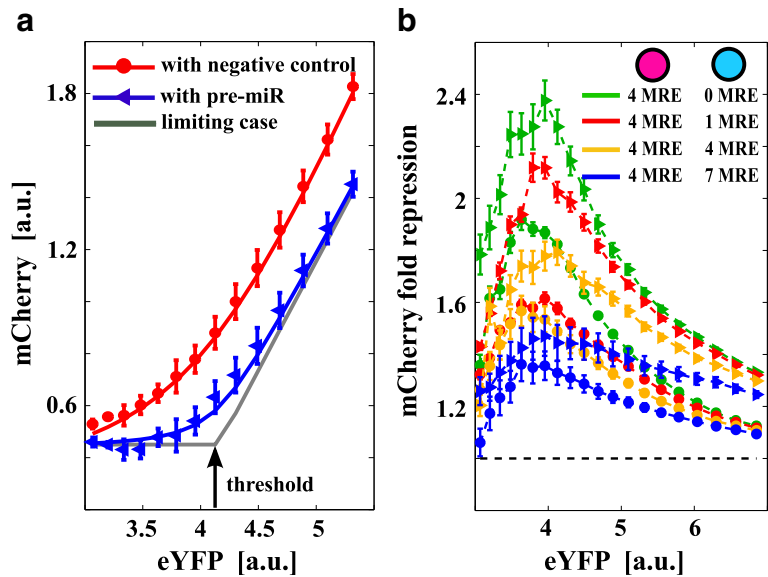 a
with negative control
with pre-miR
limiting case
mCherry [a.u.]
1.8
1.2
0.6
threshold
3.5 4 4.5 5
eYFP [a.u.]
b
4 MRE 0 MRE
4 MRE 1 MRE
4 MRE 4 MRE
4 MRE 7 MRE
mCherry fold repression
2.4
2
1.6
1.2
4 5 6
eYFP [a.u.]